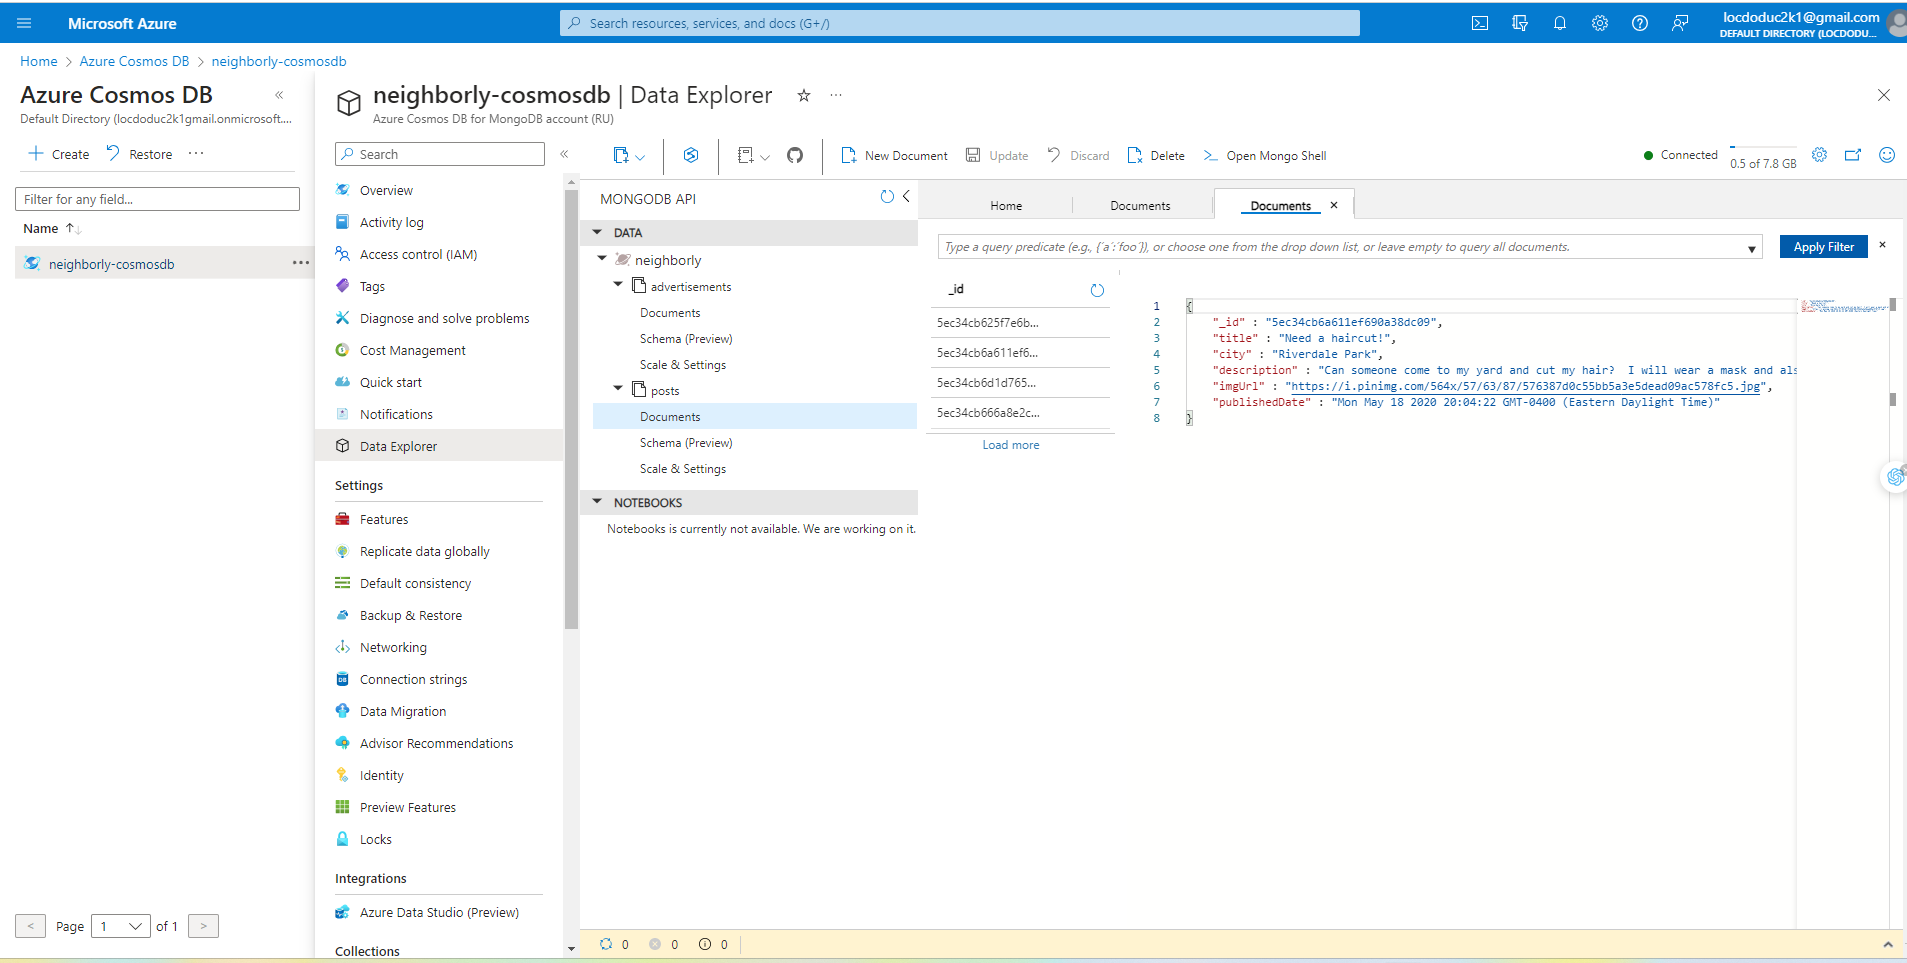 Microsoft Azure
Search resources, services, and docs (G+/)
locdoduc2k1@gmail.com
DEFAULT DIRECTORY (LOCDODU...
Home > Azure Cosmos DB > neighborly-cosmosdb
Azure Cosmos DB
Default Directory (locdoduc2k1gmail.onmicrosoft....
Create
Restore
Filter for any field...
Name
neighborly-cosmosdb
< Page 1 of 1 >
neighborly-cosmosdb | Data Explorer
Azure Cosmos DB for MongoDB account (RU)
Search
Overview
Activity log
Access control (IAM)
Tags
Diagnose and solve problems
Cost Management
Quick start
Notifications
Data Explorer
Settings
Features
Replicate data globally
Default consistency
Backup & Restore
Networking
Connection strings
Data Migration
Advisor Recommendations
Identity
Preview Features
Locks
Integrations
Azure Data Studio (Preview)
Collections
New Document
Update
Discard
Delete
Open Mongo Shell
Connected
0.5 of 7.8 GB
MONGODB API
DATA
neighborly
advertisements
Documents
Schema (Preview)
Scale & Settings
posts
Documents
Schema (Preview)
Scale & Settings
NOTEBOOKS
Notebooks is currently not available. We are working on it.
Home
Documents
Documents
Type a query predicate (e.g., {´a´:´foo´}), or choose one from the drop down list, or leave empty to query all documents.
Apply Filter
_id
5ec34cb625f7e6b...
5ec34cb6a611ef6...
5ec34cb6d1d765...
5ec34cb666a8e2c...
Load more
1 {
2 "_id" : "5ec34cb6a611ef690a38dc09",
3 "title" : "Need a haircut!",
4 "city" : "Riverdale Park",
5 "description" : "Can someone come to my yard and cut my hair?  I will wear a mask and als
6 "imgUrl" : "https://i.pinimg.com/564x/57/63/87/576387d0c55bb5a3e5dead09ac578fc5.jpg",
7 "publishedDate" : "Mon May 18 2020 20:04:22 GMT-0400 (Eastern Daylight Time)"
8 }
0 0 0